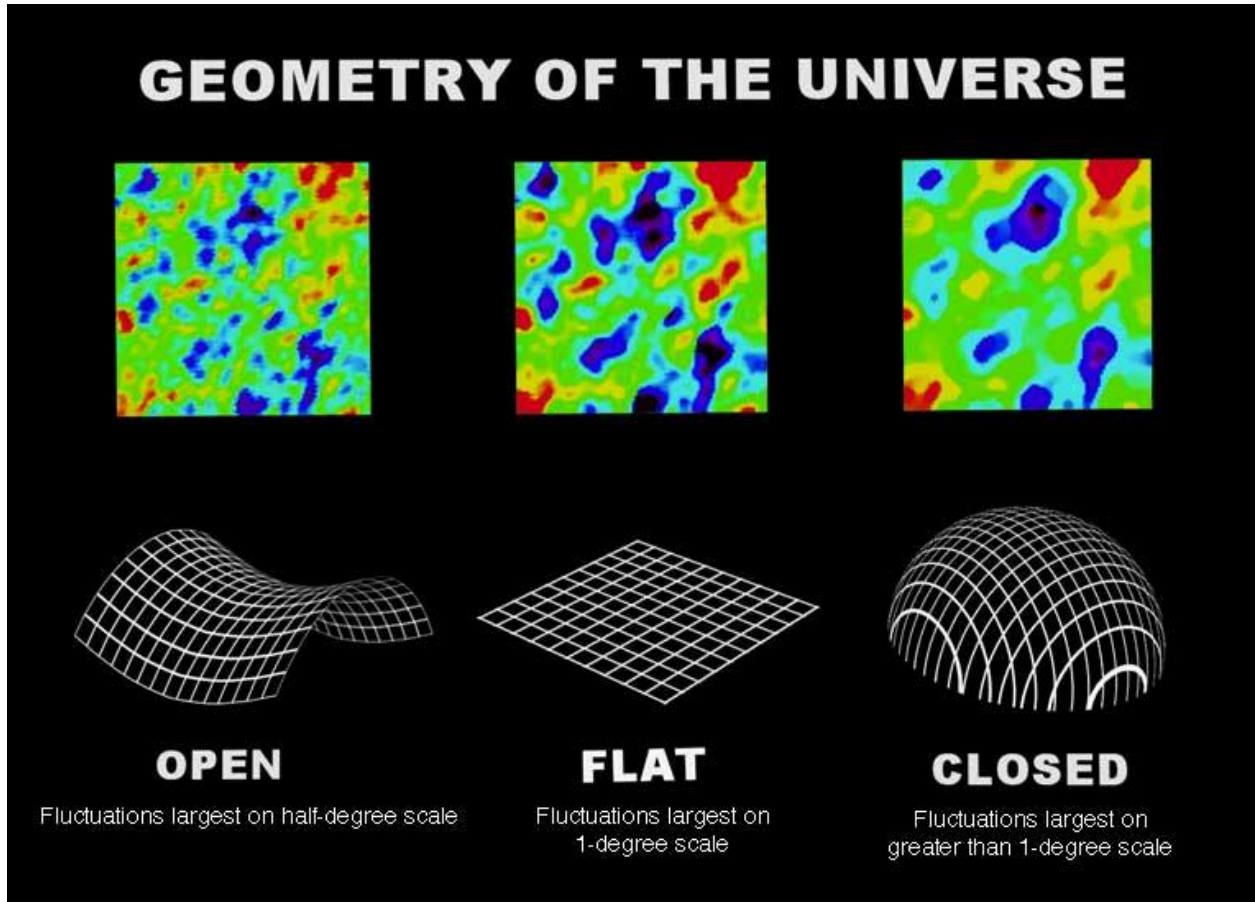 GEOMETRY OF THE UNIVERSE
OPEN
Fluctuations largest on half-degree scale
FLAT
Fluctuations largest on
1-degree scale
CLOSED
Fluctuations largest on
greater than 1-degree scale